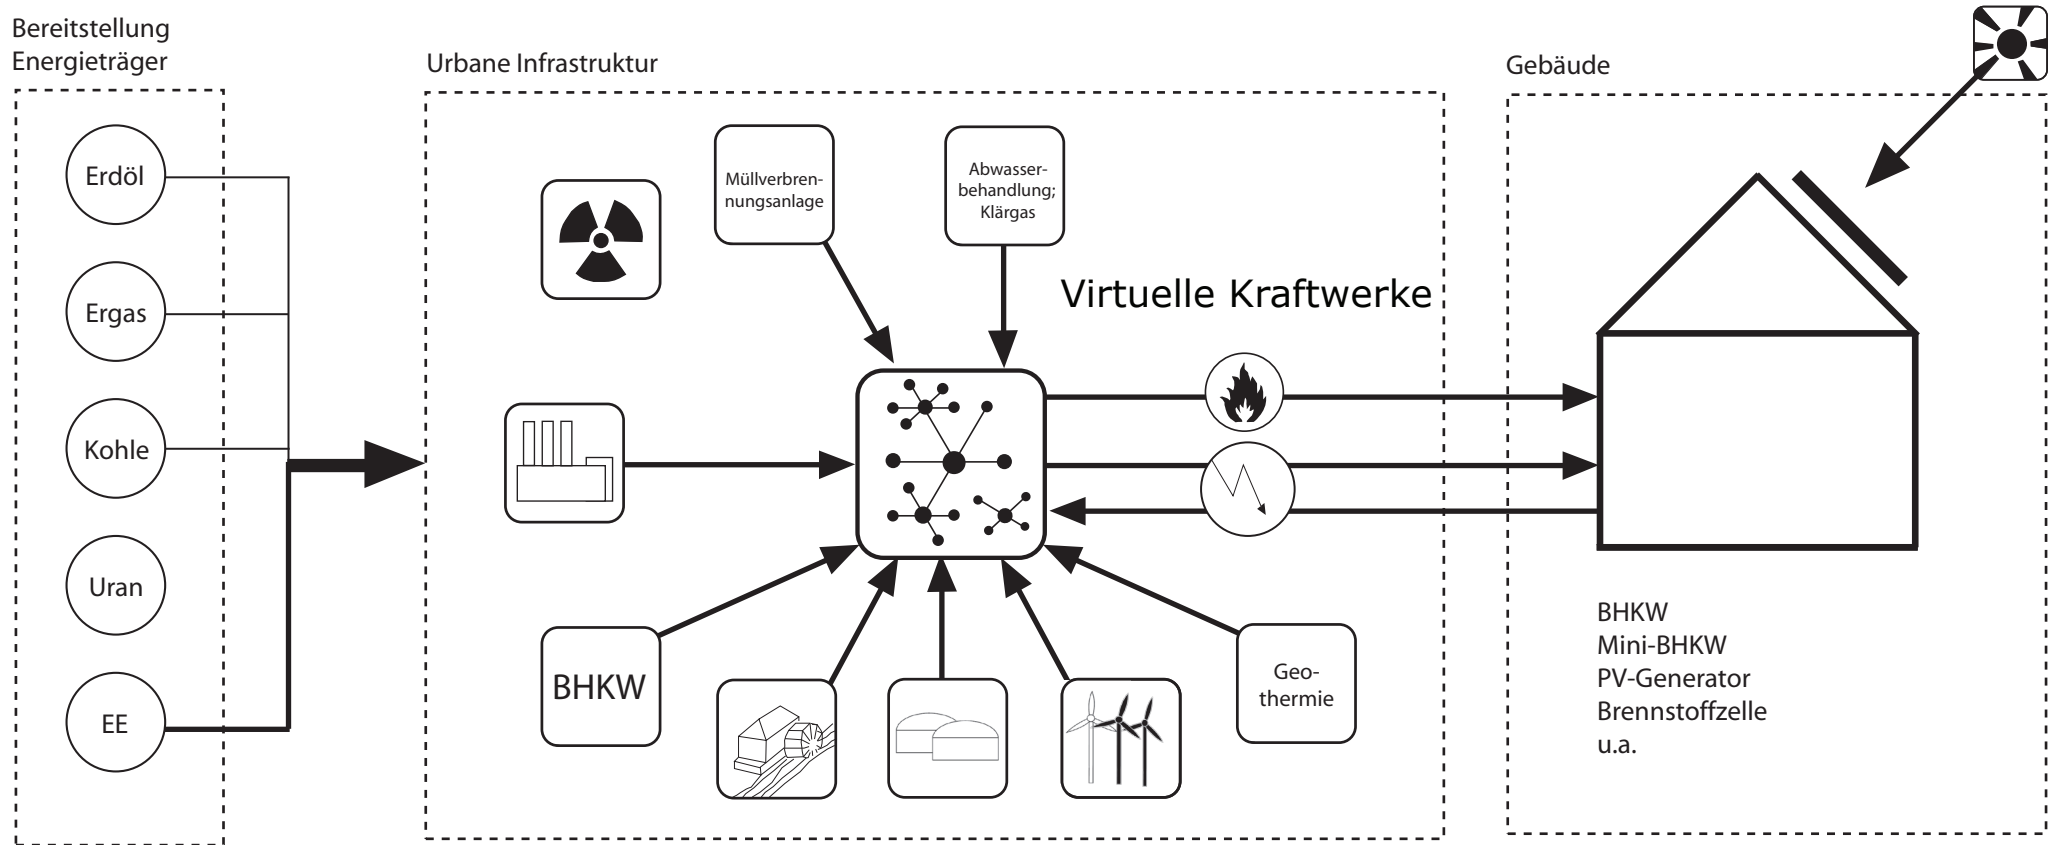 Bereitstellung
Energieträger
Erdöl
Ergas
Kohle
Uran
EE
Urbane Infrastruktur
Müllverbren-
nungsanlage
Abwasser-
behandlung;
Klärgas
Virtuelle Kraftwerke
BHKW
Geo-
thermie
Gebäude
BHKW
Mini-BHKW
PV-Generator
Brennstoffzelle
u.a.